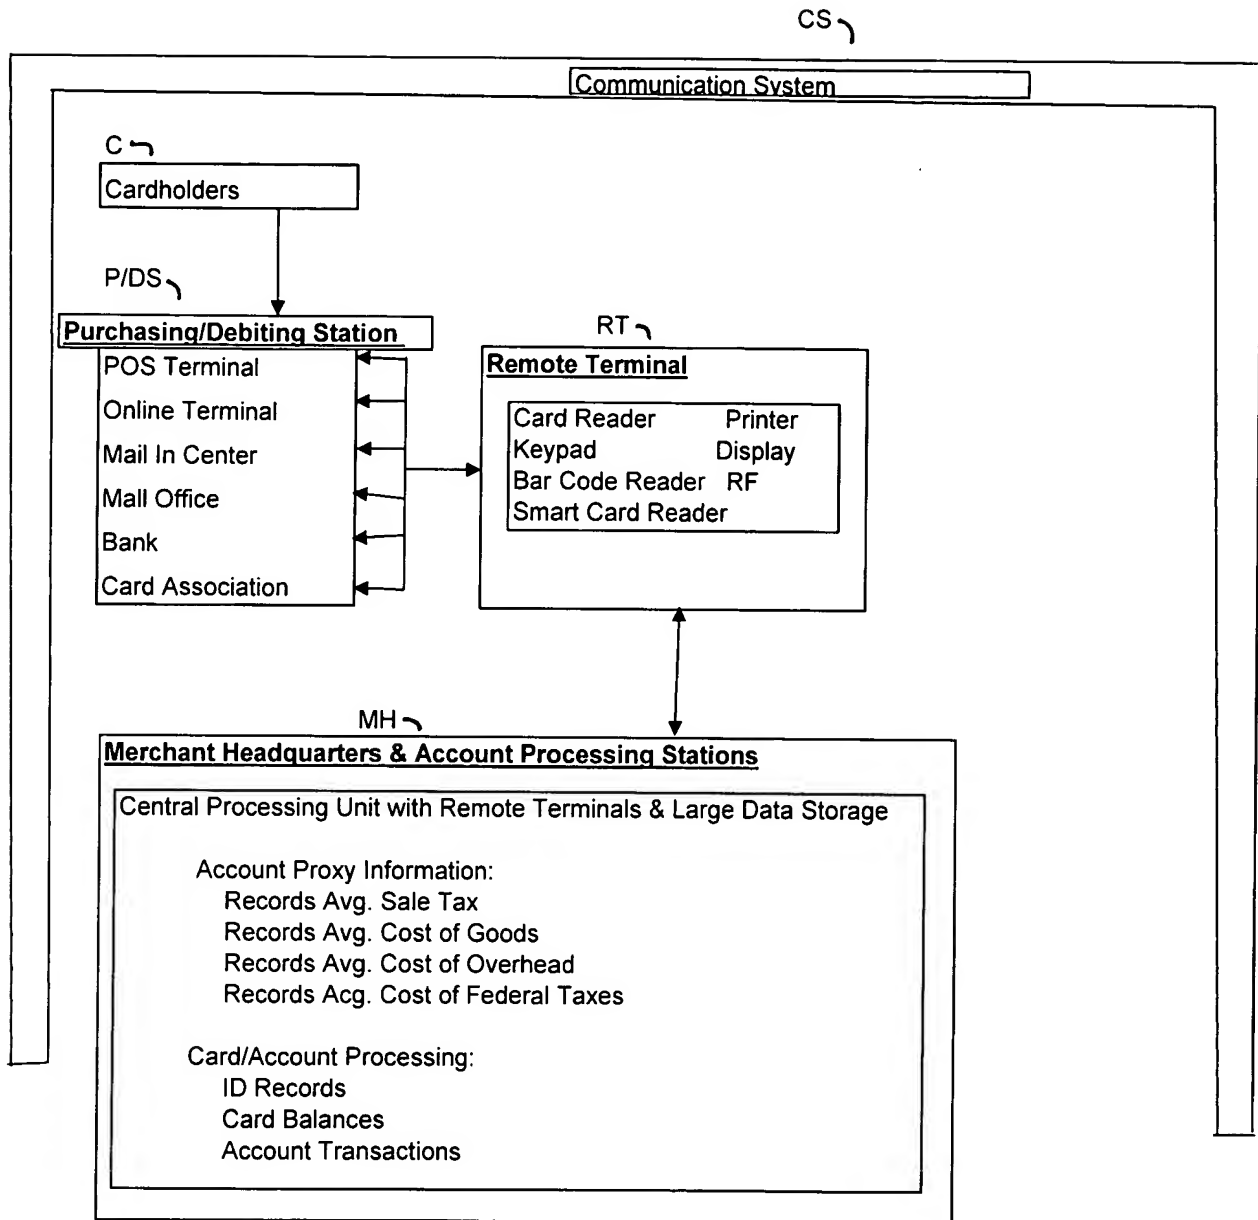 CS
Communication System
C
Cardholders
P/DS
Purchasing/Debiting Station
POS Terminal
Online Terminal
Mail In Center
Mall Office
Bank
Card Association
RT
Remote Terminal
Card Reader Printer
Keypad Display
Bar Code Reader RF
Smart Card Reader
MH
Merchant Headquarters & Account Processing Stations
Central Processing Unit with Remote Terminals & Large Data Storage
Account Proxy Information:
Records Avg. Sale Tax
Records Avg. Cost of Goods
Records Avg. Cost of Overhead
Records Acg. Cost of Federal Taxes
Card/Account Processing:
ID Records
Card Balances
Account Transactions